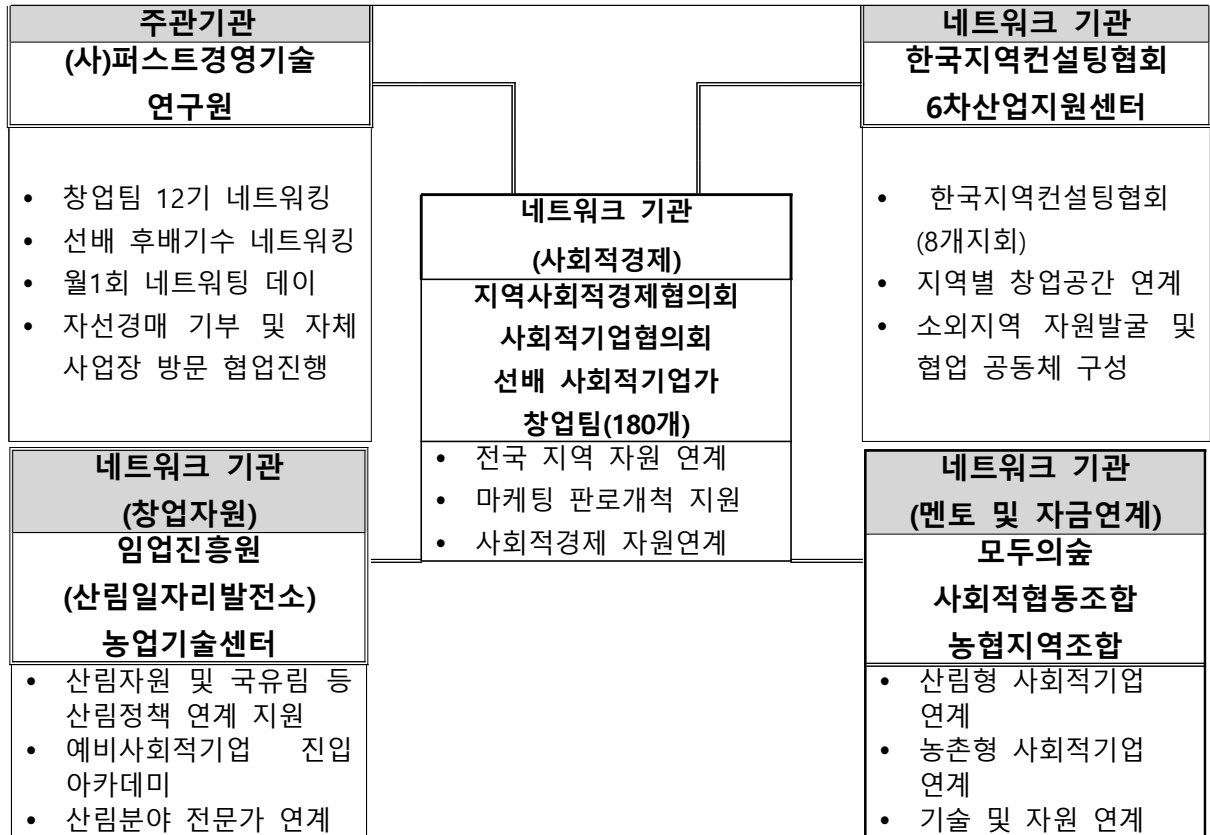 주관기관
(사)퍼스트경영기술
연구원
• 창업팀 12기 네트워킹
• 선배 후배기수 네트워킹
• 월1회 네트워팅 데이
• 자선경매 기부 및 자체
사업장 방문 협업진행
네트워크 기관
한국지역컨설팅협회
6차산업지원센터
• 한국지역컨설팅협회
(8개지회)
• 지역별 창업공간 연계
• 소외지역 자원발굴 및
협업 공동체 구성
네트워크 기관
(사회적경제)
지역사회적경제협의회
사회적기업협의회
선배 사회적기업가
창업팀(180개)
• 전국 지역 자원 연계
• 마케팅 판로개척 지원
• 사회적경제 자원연계
네트워크 기관
(창업자원)
임업진흥원
(산림일자리발전소)
농업기술센터
• 산림자원 및 국유림 등
산림정책 연계 지원
• 예비사회적기업 진입
아카데미
• 산림분야 전문가 연계
네트워크 기관
(멘토 및 자금연계)
모두의숲
사회적협동조합
농협지역조합
• 산림형 사회적기업
연계
• 농촌형 사회적기업
연계
• 기술 및 자원 연계